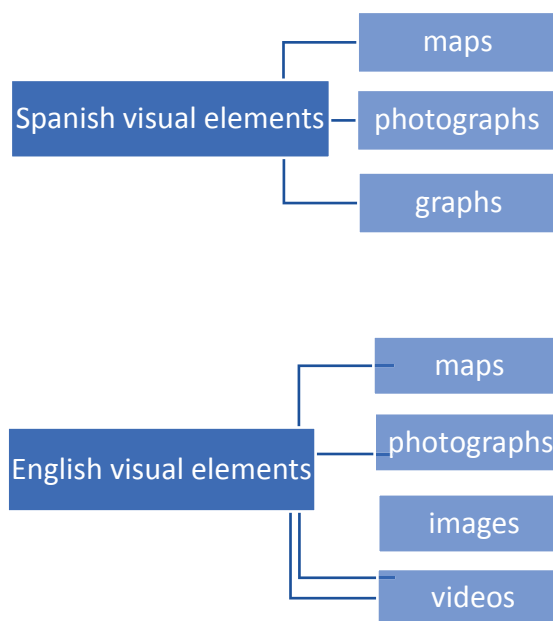 Spanish visual elements
maps
photographs
graphs
English visual elements
maps
photographs
images
videos